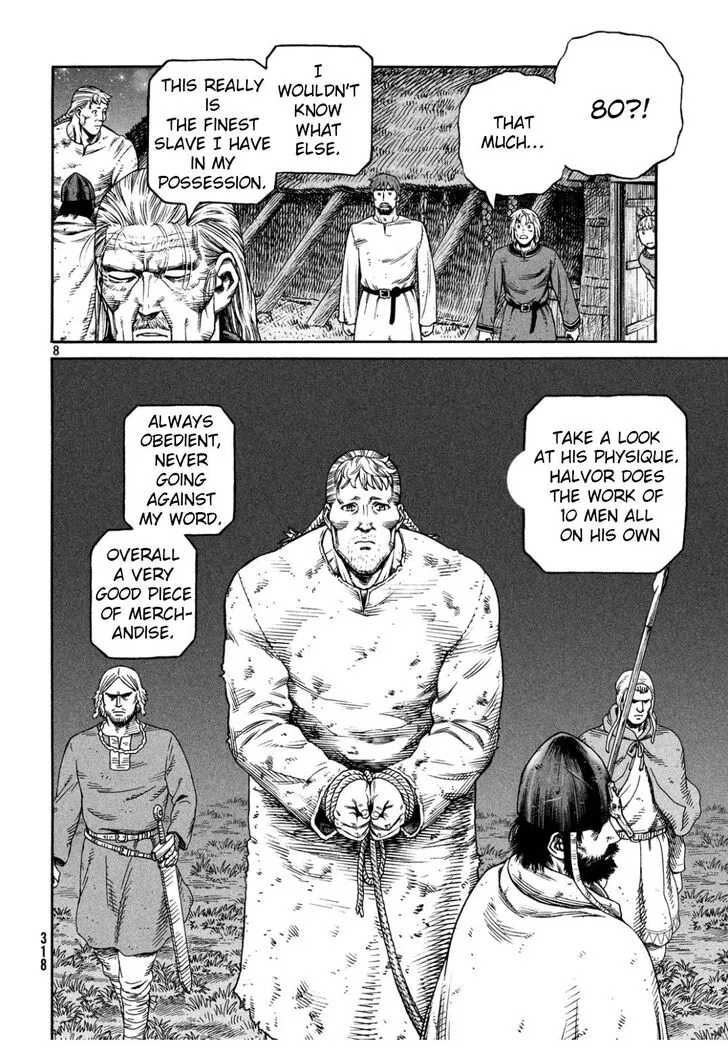 80?!
THAT
MUCH...
I
WOULDN'T
KNOW
WHAT
ELSE.
THIS REALLY
IS
THE FINEST
SLAVE I HAVE
IN MY
POSSESSION.
8
TAKE A LOOK
AT HIS PHYSIQUE.
HALVOR DOES
THE WORK OF
10 MEN ALL
ON HIS OWN
ALWAYS
OBEDIENT,
NEVER
GOING
AGAINST
MY WORD.
OVERALL
A VERY
GOOD PIECE
OF MERCH-
ANDISE.
318